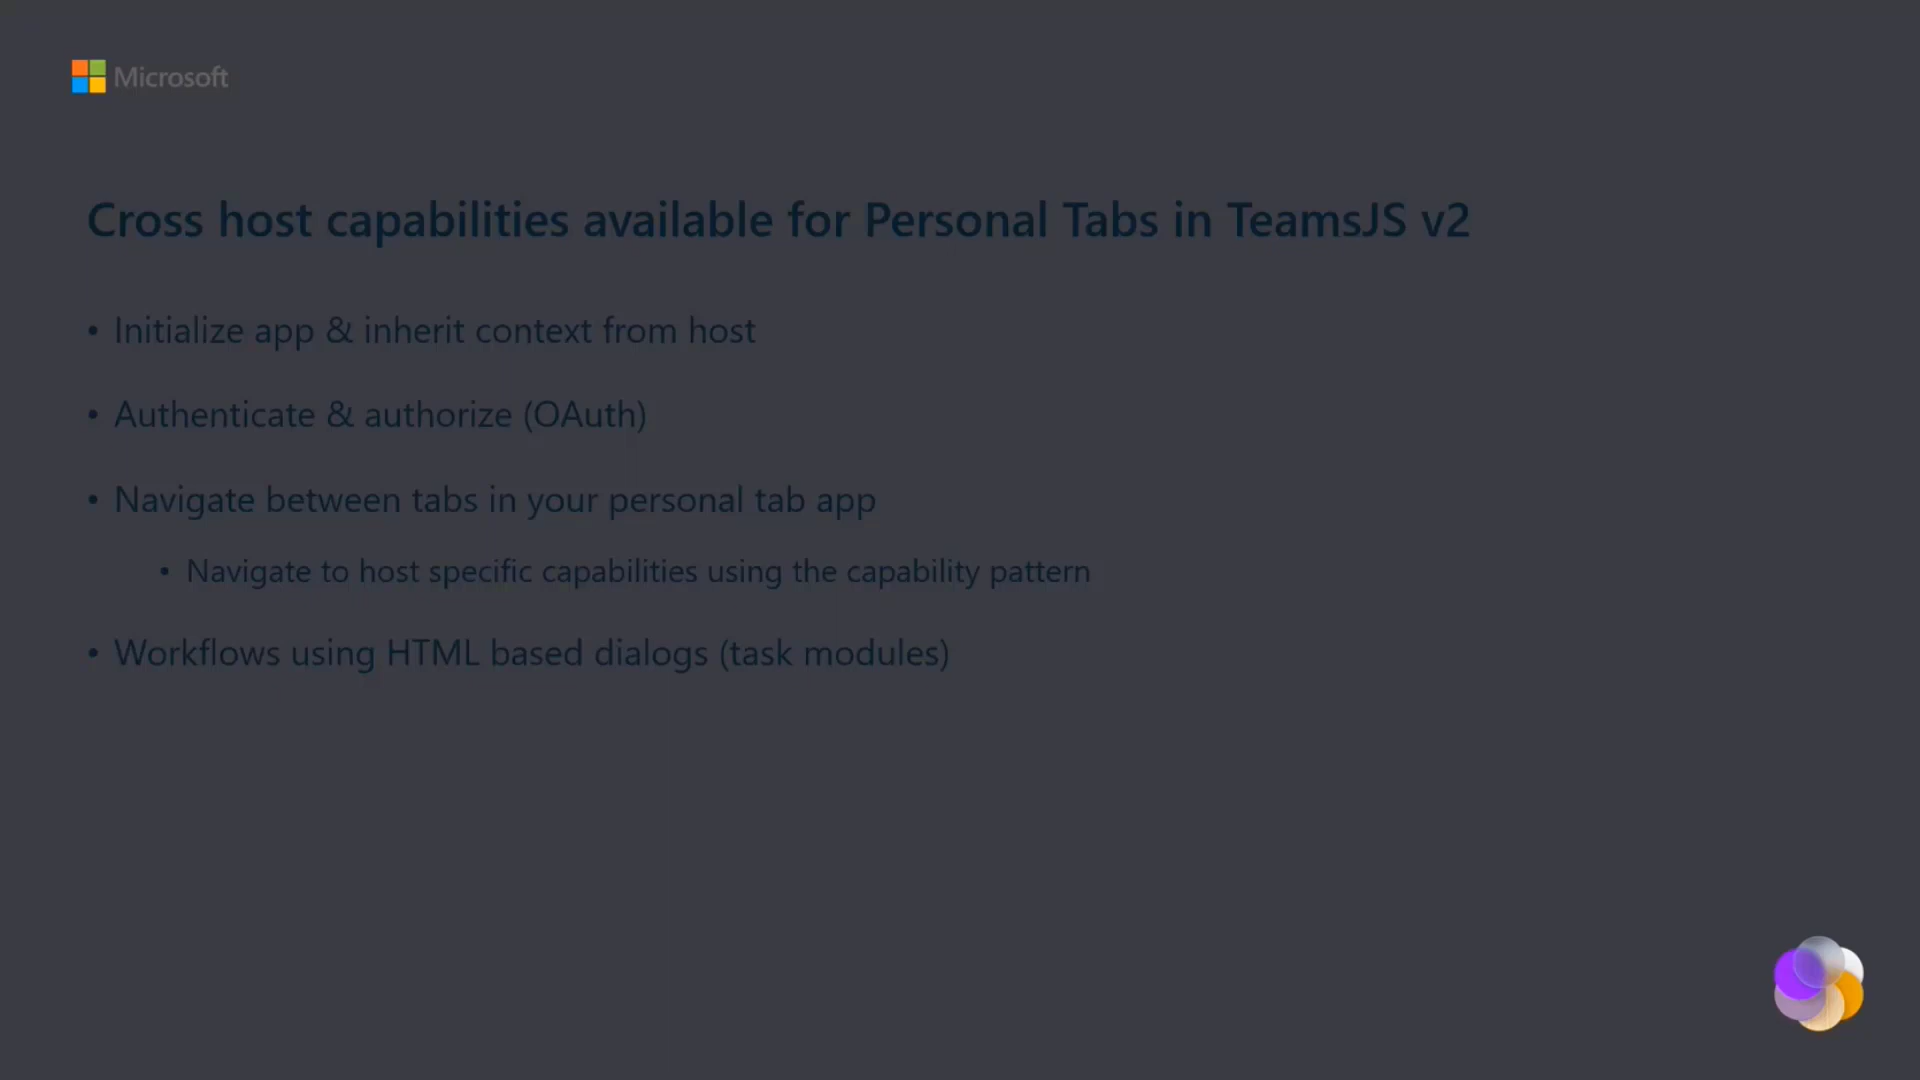 Microsoft
Cross host capabilities available for Personal Tabs in TeamsJS v2
• Initialize app & inherit context from host
• Authenticate & authorize (OAuth)
• Navigate between tabs in your personal tab app
• Navigate to host specific capabilities using the capability pattern
• Workflows using HTML based dialogs (task modules)